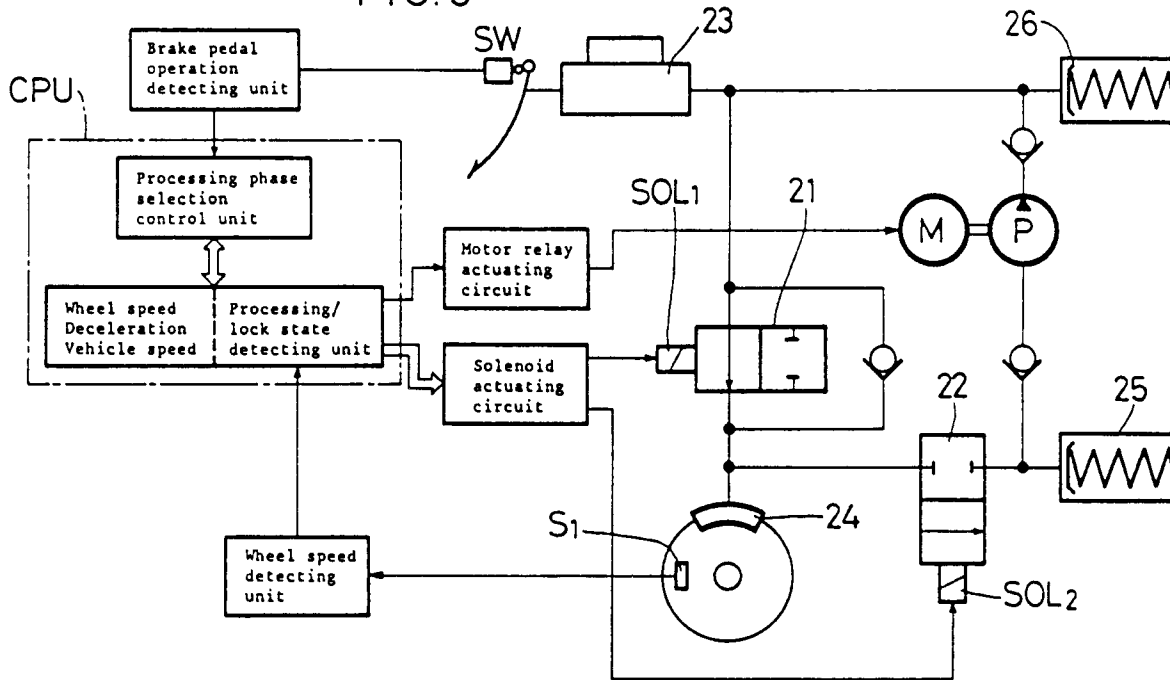 SW
23
26
Brake pedal
operation
detecting unit
CPU
Processing phase
selection
control unit
SOL1
21
M
P
Motor relay
actuating
circuit
Wheel speed
Deceleration
Vehicle speed
Processing/
lock state
detecting unit
Solenoid
actuating
circuit
22
25
24
S1
Wheel speed
detecting
unit
SOL2